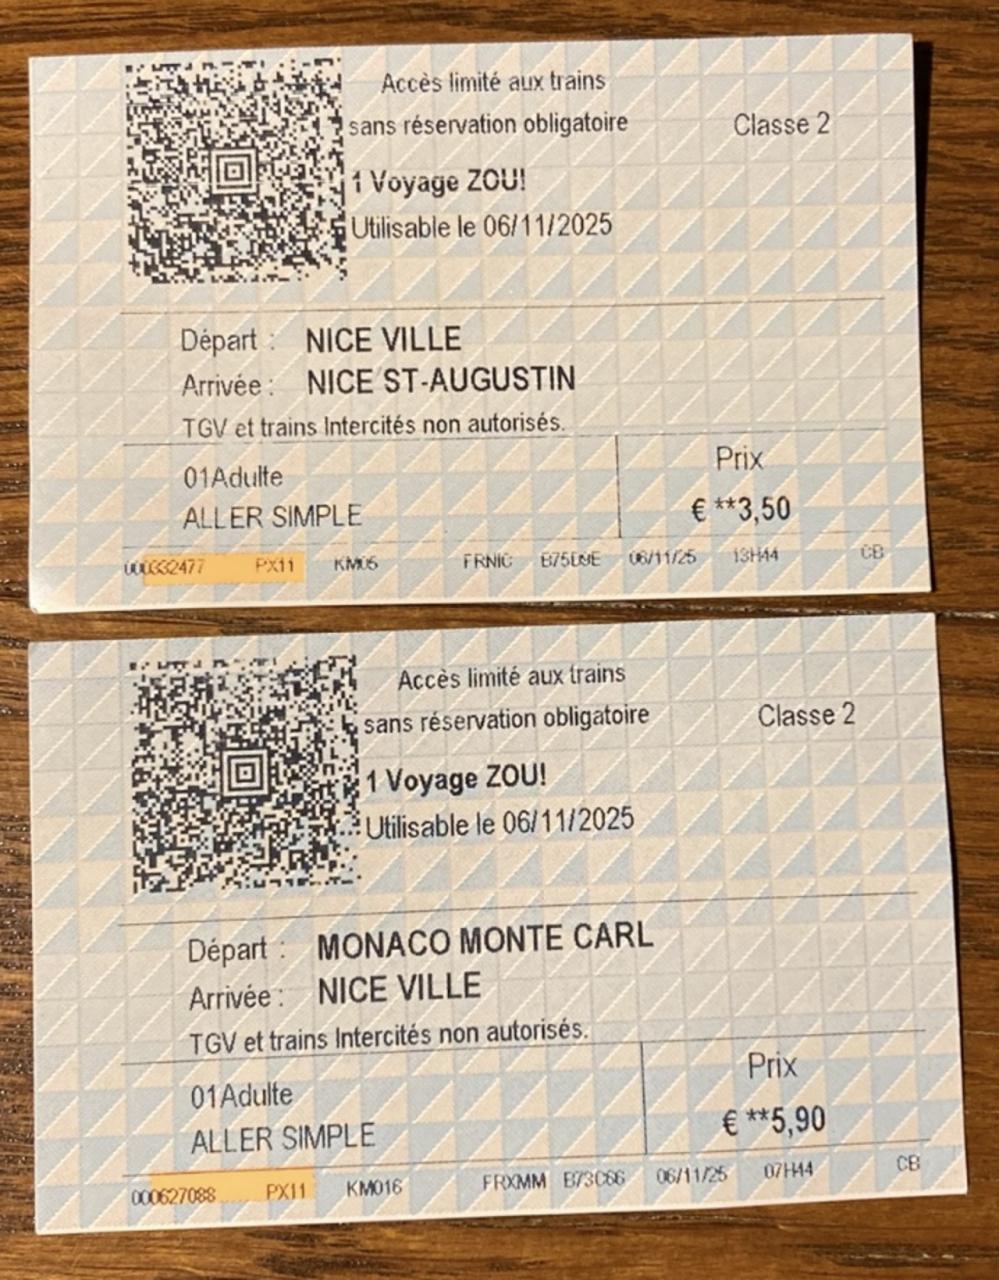 Accès limité aux trains
sans réservation obligatoire Classe 2
1 Voyage ZOU!
Utilisable le 06/11/2025
Départ : NICE VILLE
Arrivée : NICE ST-AUGUSTIN
TGV et trains Intercités non autorisés.
01Adulte Prix
ALLER SIMPLE € **3,50
000332477 PX11 KM05 FRNIC 06/11/25 13H44 CB
Accès limité aux trains
sans réservation obligatoire Classe 2
1 Voyage ZOU!
Utilisable le 06/11/2025
Départ : MONACO MONTE CARL
Arrivée : NICE VILLE
TGV et trains Intercités non autorisés.
01Adulte Prix
ALLER SIMPLE € **5,90
000627088 PX11 KM016 FRXMM B73C66 06/11/25 07H44 CB